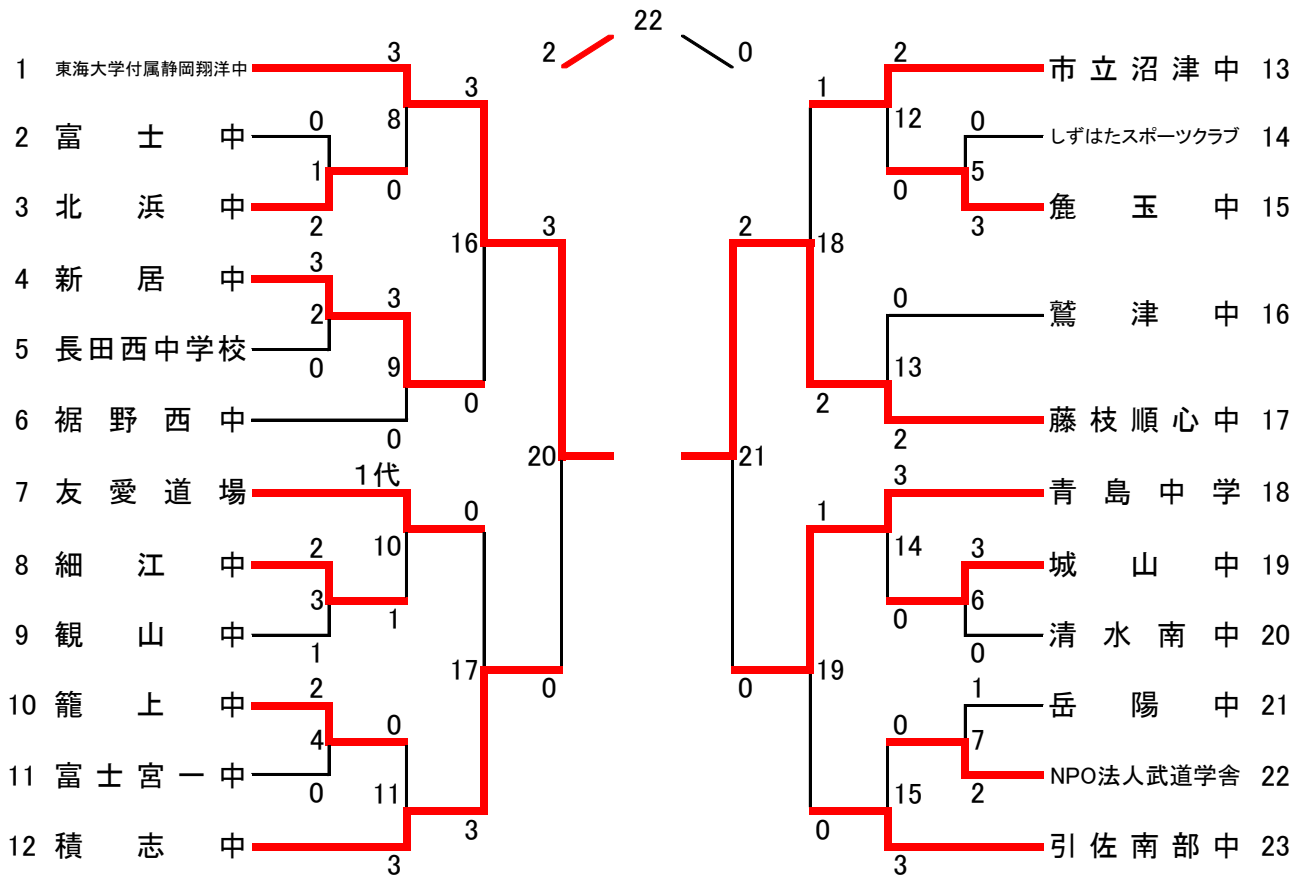 22
2 0
1 東海大学付属静岡翔洋中 3
3
8
2 富士中 0
1
0
3 北浜中 2
16
3
4 新居中 3
2
3
5 長田西中学校 0
9
0
6 裾野西中 0
20
7 友愛道場 1代
0
10
8 細江中 2
3
1
9 観山中 1
17
0
10 籠上中 2
4
0
11 富士宮一中 0
11
3
12 積志中 3
2 市立沼津中 13
1
12
0 しずはたスポーツクラブ 14
5
0
3 麁玉中 15
2
18
0 鷲津中 16
13
2
2 藤枝順心中 17
21
3 青島中学 18
1
14
3 城山中 19
6
0
0 清水南中 20
19
0
1 岳陽中 21
0
7
2 NPO法人武道学舎 22
15
0
3 引佐南部中 23